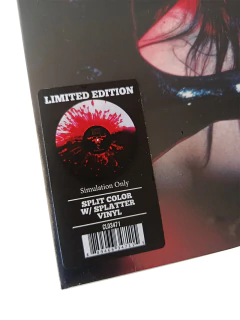 LIMITED EDITION
Simulation Only
SPLIT COLOR
W/ SPLATTER
VINYL